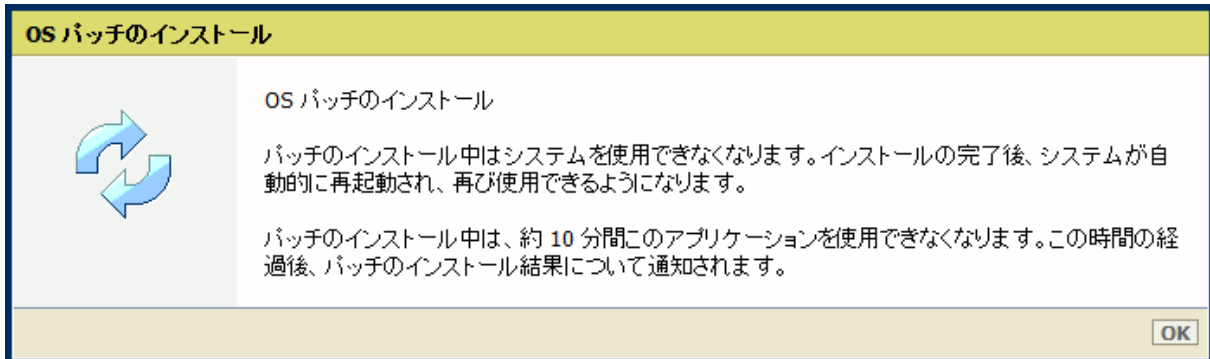 OS パッチのインストール
OS パッチのインストール
パッチのインストール中はシステムを使用できなくなります。インストールの完了後、システムが自
動的に再起動され、再び使用できるようになります。
パッチのインストール中は、約 10 分間このアプリケーションを使用できなくなります。この時間の経
過後、パッチのインストール結果について通知されます。
OK